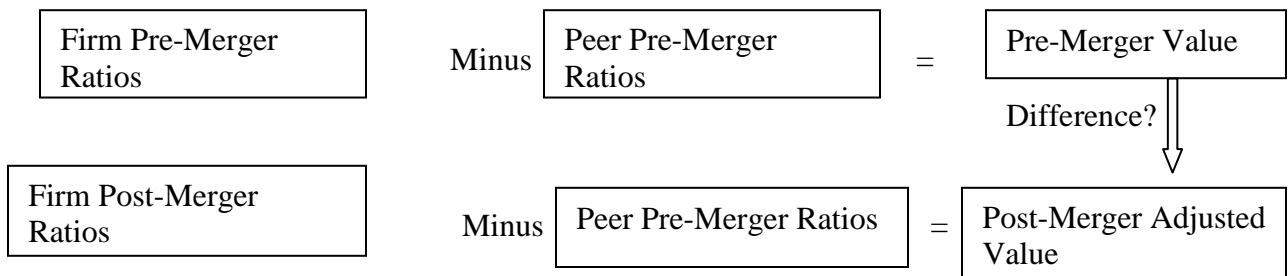 Firm Pre-Merger
Ratios
Minus
Peer Pre-Merger
Ratios
=
Pre-Merger Value
Difference?
Firm Post-Merger
Ratios
Minus
Peer Pre-Merger Ratios
=
Post-Merger Adjusted
Value